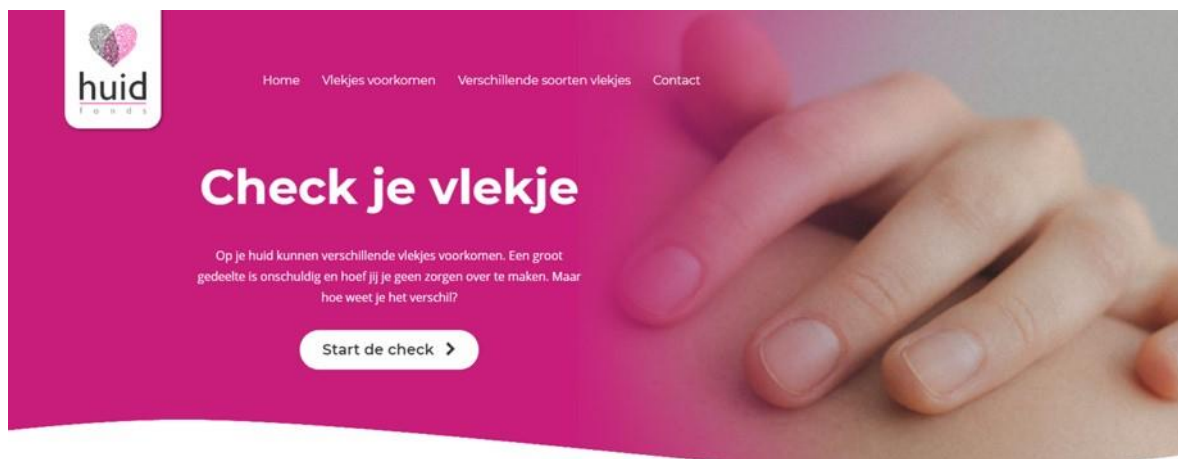 huid
fonds
Home Vlekjes voorkomen Verschillende soorten vlekjes Contact
Check je vlekje
Op je huid kunnen verschillende vlekjes voorkomen. Een groot
gedeelte is onschuldig en hoef jij je geen zorgen over te maken. Maar
hoe weet je het verschil?
Start de check